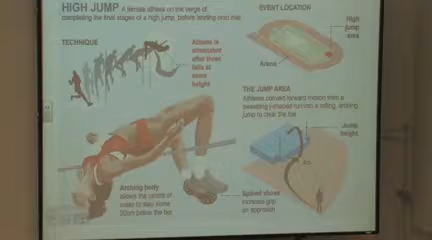 HIGH JUMP A female athlete on the verge of
completing the final stages of a high jump, before landing onto mat
TECHNIQUE
Athlete is
eliminated
after three
fails at
same
height
Arching body
allows the centre of
mass to stay some
20cm below the bar
Spiked shoes
increase grip
on approach
EVENT LOCATION
High
jump
area
Arena
THE JUMP AREA
Athletes convert forward motion from a
sweeping J-shaped run into a rolling, arching
jump to clear the bar
Jump
height